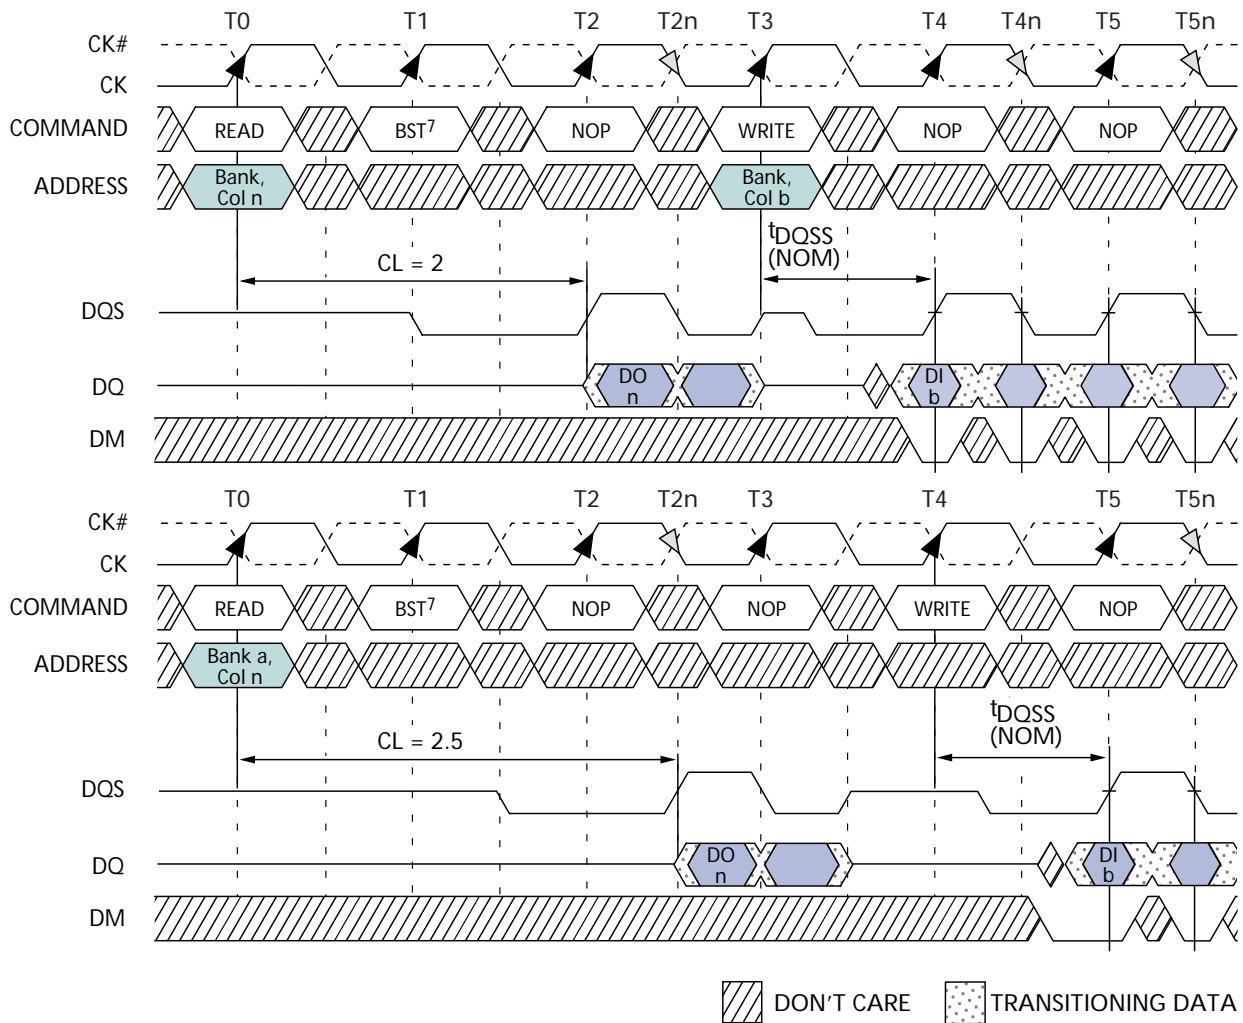 T0 T1 T2 T2n T3 T4 T4n T5 T5n
CK#
CK
COMMAND READ BST7 NOP WRITE NOP NOP
ADDRESS Bank, Col n Bank, Col b
tDQSS
(NOM)
CL = 2
DQS
DQ DO n DI b
DM
T0 T1 T2 T2n T3 T4 T5 T5n
CK#
CK
COMMAND READ BST7 NOP NOP WRITE NOP
ADDRESS Bank a, Col n
tDQSS
(NOM)
CL = 2.5
DQS
DQ DO n DI b
DM
DON'T CARE TRANSITIONING DATA